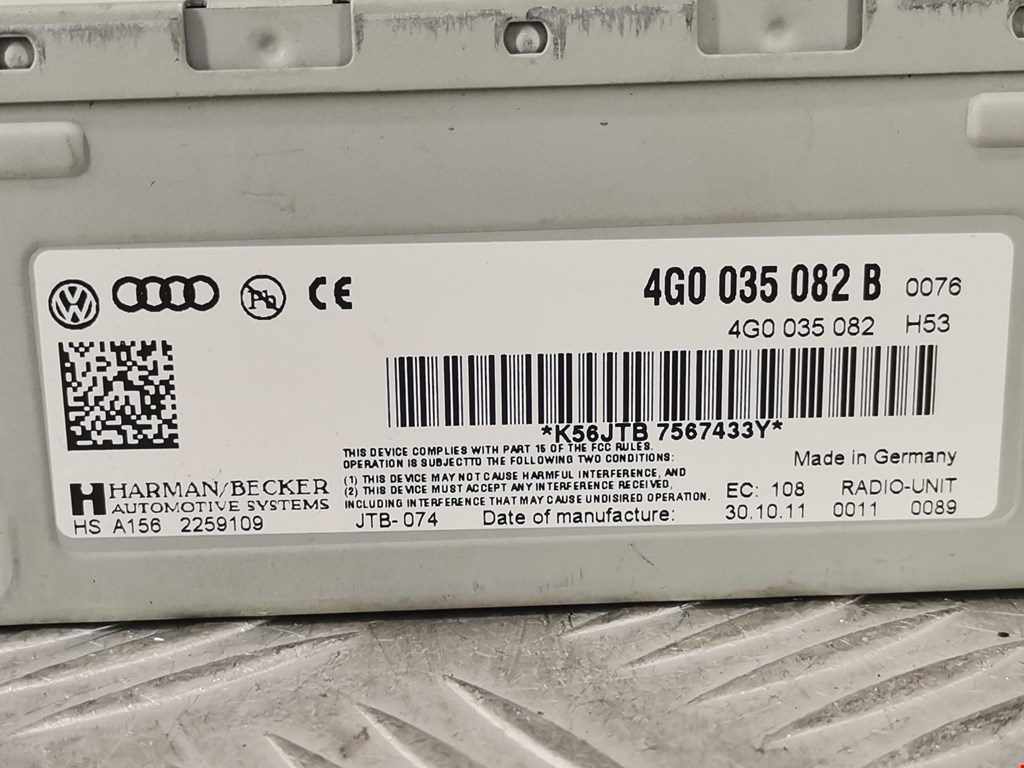 4G0 035 082 B 0076
4G0 035 082 H53
Pb
CE
*K56JTB 7567433Y*
THIS DEVICE COMPLIES WITH PART 15 OF THE FCC RULES.
OPERATION IS SUBJECTTO THE FOLLOWING TWO CONDITIONS:
(1) THIS DEVICE MAY NOT CAUSE HARMFUL INTERFERENCE, AND
(2) THIS DEVICE MUST ACCEPT ANY INTERFERENCE RECEIVED,
INCLUDING INTERFERENCE THAT MAY CAUSE UNDISIRED OPERATION.
Made in Germany
HARMAN/BECKER
AUTOMOTIVE SYSTEMS
EC: 108 RADIO-UNIT
HS A156 2259109 JTB-074 Date of manufacture: 30.10.11 0011 0089